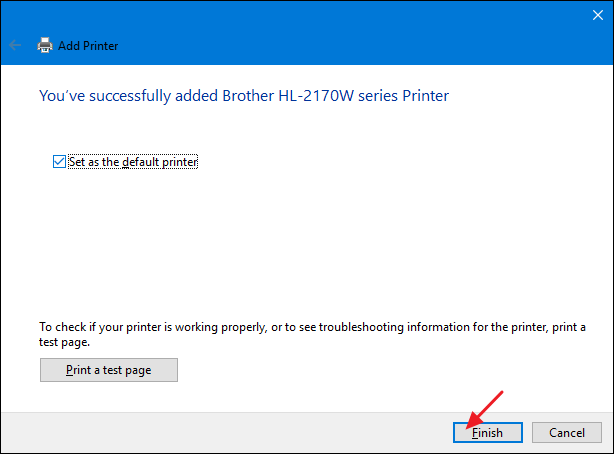 Add Printer
You've successfully added Brother HL-2170W series Printer
Set as the default printer
To check if your printer is working properly, or to see troubleshooting information for the printer, print a
test page.
Print a test page
Finish
Cancel